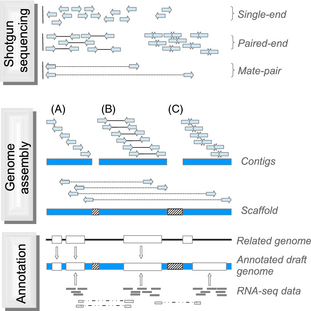 Shotgun
sequencing
Single-end
Paired-end
Mate-pair
Genome
assembly
(A)
(B)
(C)
Contigs
Scaffold
Annotation
Related genome
Annotated draft
genome
RNA-seq data